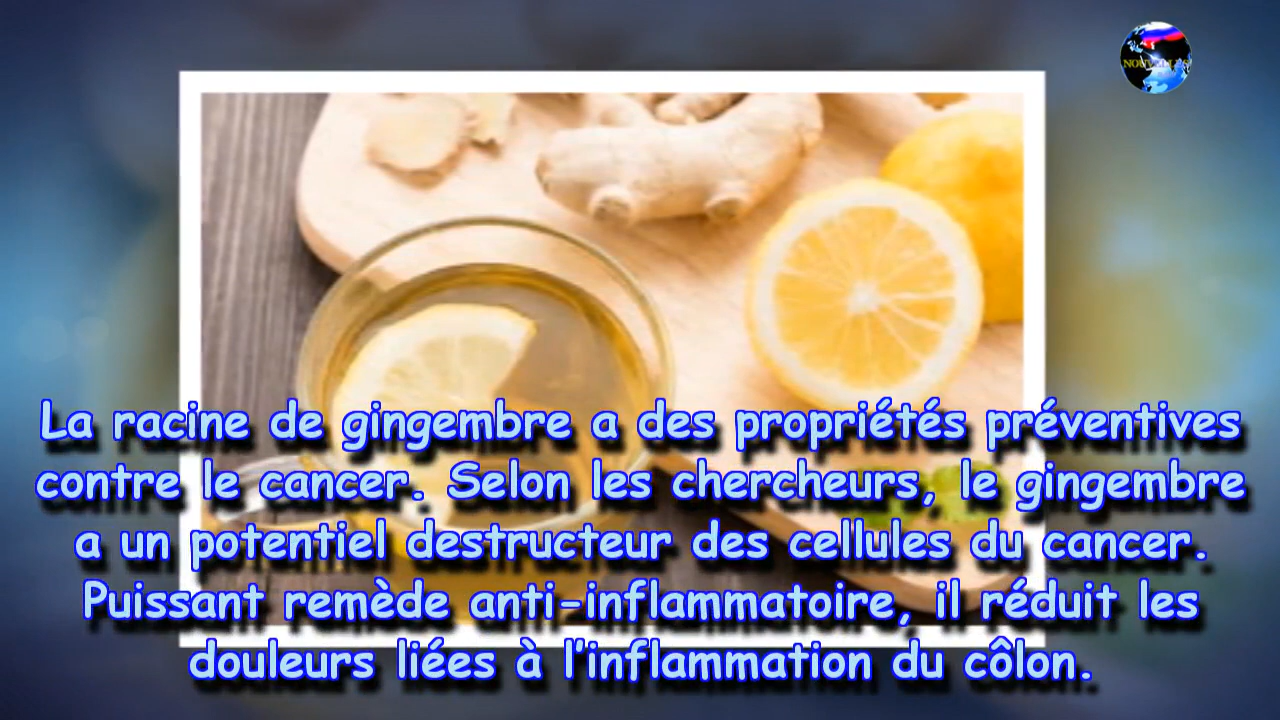 NOUVELLES
La racine de gingembre a des propriétés préventives
contre le cancer. Selon les chercheurs, le gingembre
a un potentiel destructeur des cellules du cancer.
Puissant remède anti-inflammatoire, il réduit les
douleurs liées à l'inflammation du côlon.